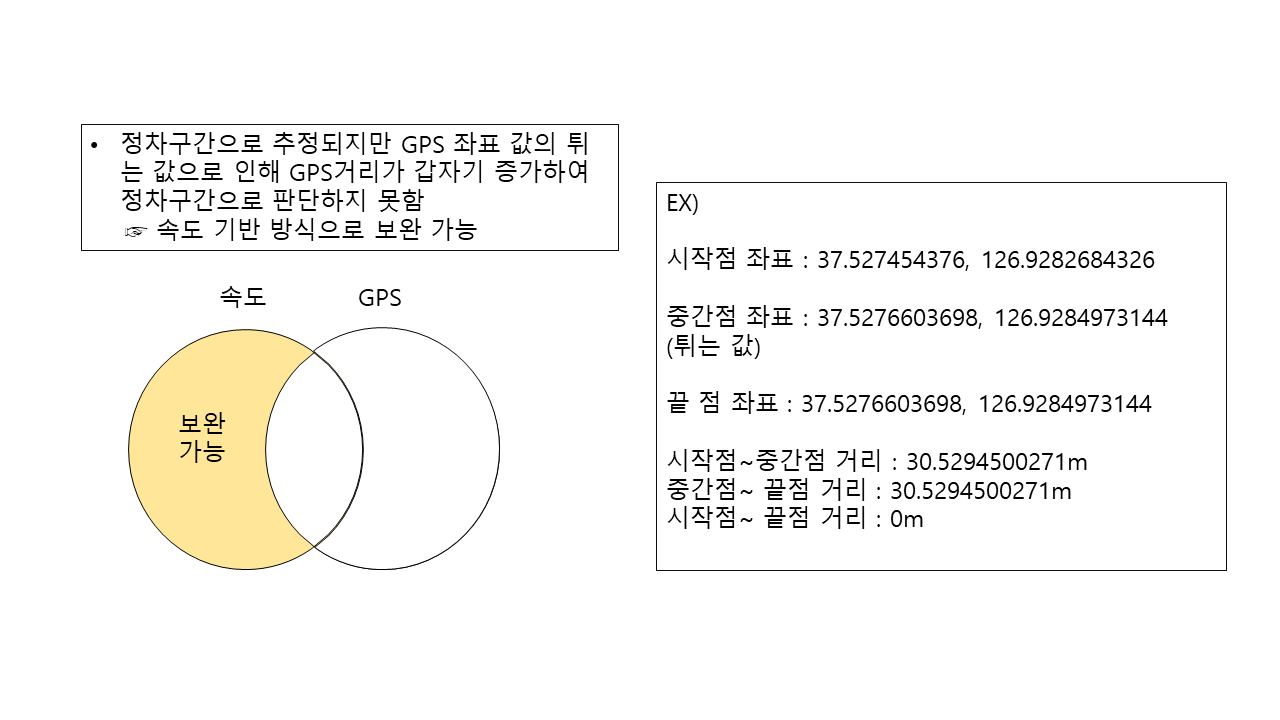 • 정차구간으로 추정되지만 GPS 좌표 값의 튀
는 값으로 인해 GPS거리가 갑자기 증가하여
정차구간으로 판단하지 못함
☞ 속도 기반 방식으로 보완 가능
속도 GPS
보완
가능
EX)
시작점 좌표 : 37.527454376, 126.9282684326
중간점 좌표 : 37.5276603698, 126.9284973144
(튀는 값)
끝 점 좌표 : 37.5276603698, 126.9284973144
시작점~중간점 거리 : 30.5294500271m
중간점~ 끝점 거리 : 30.5294500271m
시작점~ 끝점 거리 : 0m